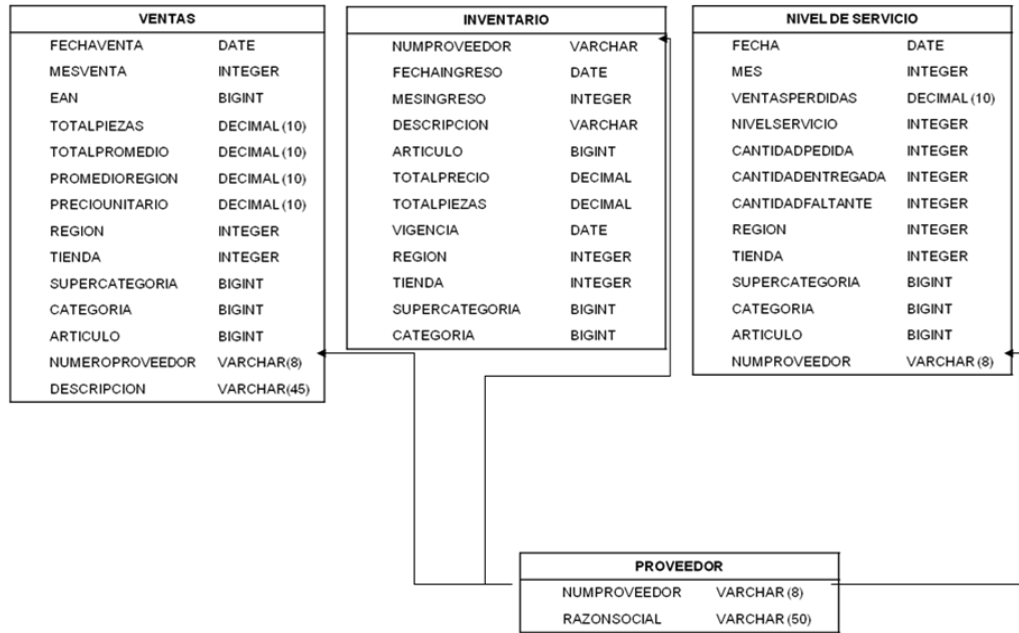 VENTAS
FECHAVENTA DATE
MESVENTA INTEGER
EAN BIGINT
TOTALPIEZAS DECIMAL (10)
TOTALPROMEDIO DECIMAL (10)
PROMEDIOREGION DECIMAL (10)
PRECIOUNITARIO DECIMAL (10)
REGION INTEGER
TIENDA INTEGER
SUPERCATEGORIA BIGINT
CATEGORIA BIGINT
ARTICULO BIGINT
NUMEROPROVEEDOR VARCHAR(8)
DESCRIPCION VARCHAR(45)
INVENTARIO
NUMPROVEEDOR VARCHAR
FECHAINGRESO DATE
MESINGRESO INTEGER
DESCRIPCION VARCHAR
ARTICULO BIGINT
TOTALPRECIO DECIMAL
TOTALPIEZAS DECIMAL
VIGENCIA DATE
REGION INTEGER
TIENDA INTEGER
SUPERCATEGORIA BIGINT
CATEGORIA BIGINT
NIVEL DE SERVICIO
FECHA DATE
MES INTEGER
VENTASPERDIDAS DECIMAL (10)
NIVELSERVICIO INTEGER
CANTIDADPEDIDA INTEGER
CANTIDADENTREGADA INTEGER
CANTIDADFALTANTE INTEGER
REGION INTEGER
TIENDA INTEGER
SUPERCATEGORIA BIGINT
CATEGORIA BIGINT
ARTICULO BIGINT
NUMPROVEEDOR VARCHAR (8)
PROVEEDOR
NUMPROVEEDOR VARCHAR (8)
RAZONSOCIAL VARCHAR (50)